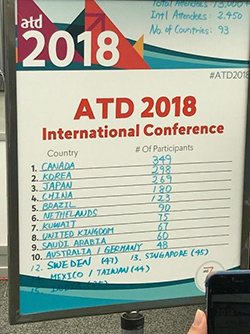 Total Attendees: 13,000+
Int'l Attendees: 2,450
No. of Countries: 93
atd
2018
#ATD2018
ATD 2018
International Conference
Country # Of Participants
1. CANADA 349
2. KOREA 298
3. JAPAN 269
4. CHINA 180
5. BRAZIL 123
6. NETHLANDS 90
7. KUWAIT 75
8. UNITED KINGDOM 67
9. SAUDI ARABIA 60
10. AUSTRALIA / GERMANY 48
12. SWEDEN (47) 13. SINGAPORE (45)
MEXICO / TAIWAN (44)